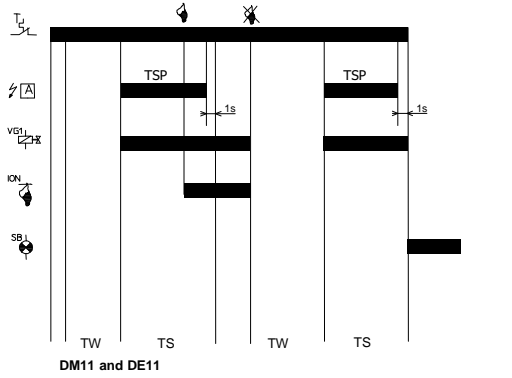 T
A
TSP
TSP
1s
1s
VG1
ION
SB
TW
TS
TW
TS
DM11 and DE11